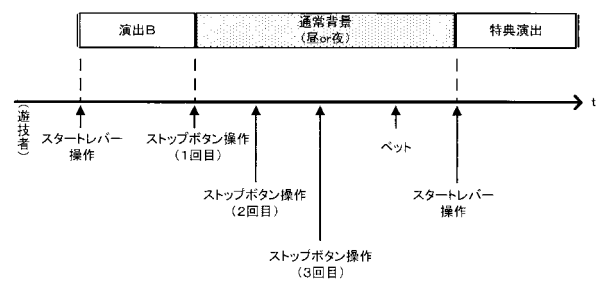 演出B
通常背景
(昼or夜)
特典演出
t
(遊技者)
スタートレバー
操作
ストップボタン操作
(1回目)
ベット
スタートレバー
操作
ストップボタン操作
(2回目)
ストップボタン操作
(3回目)